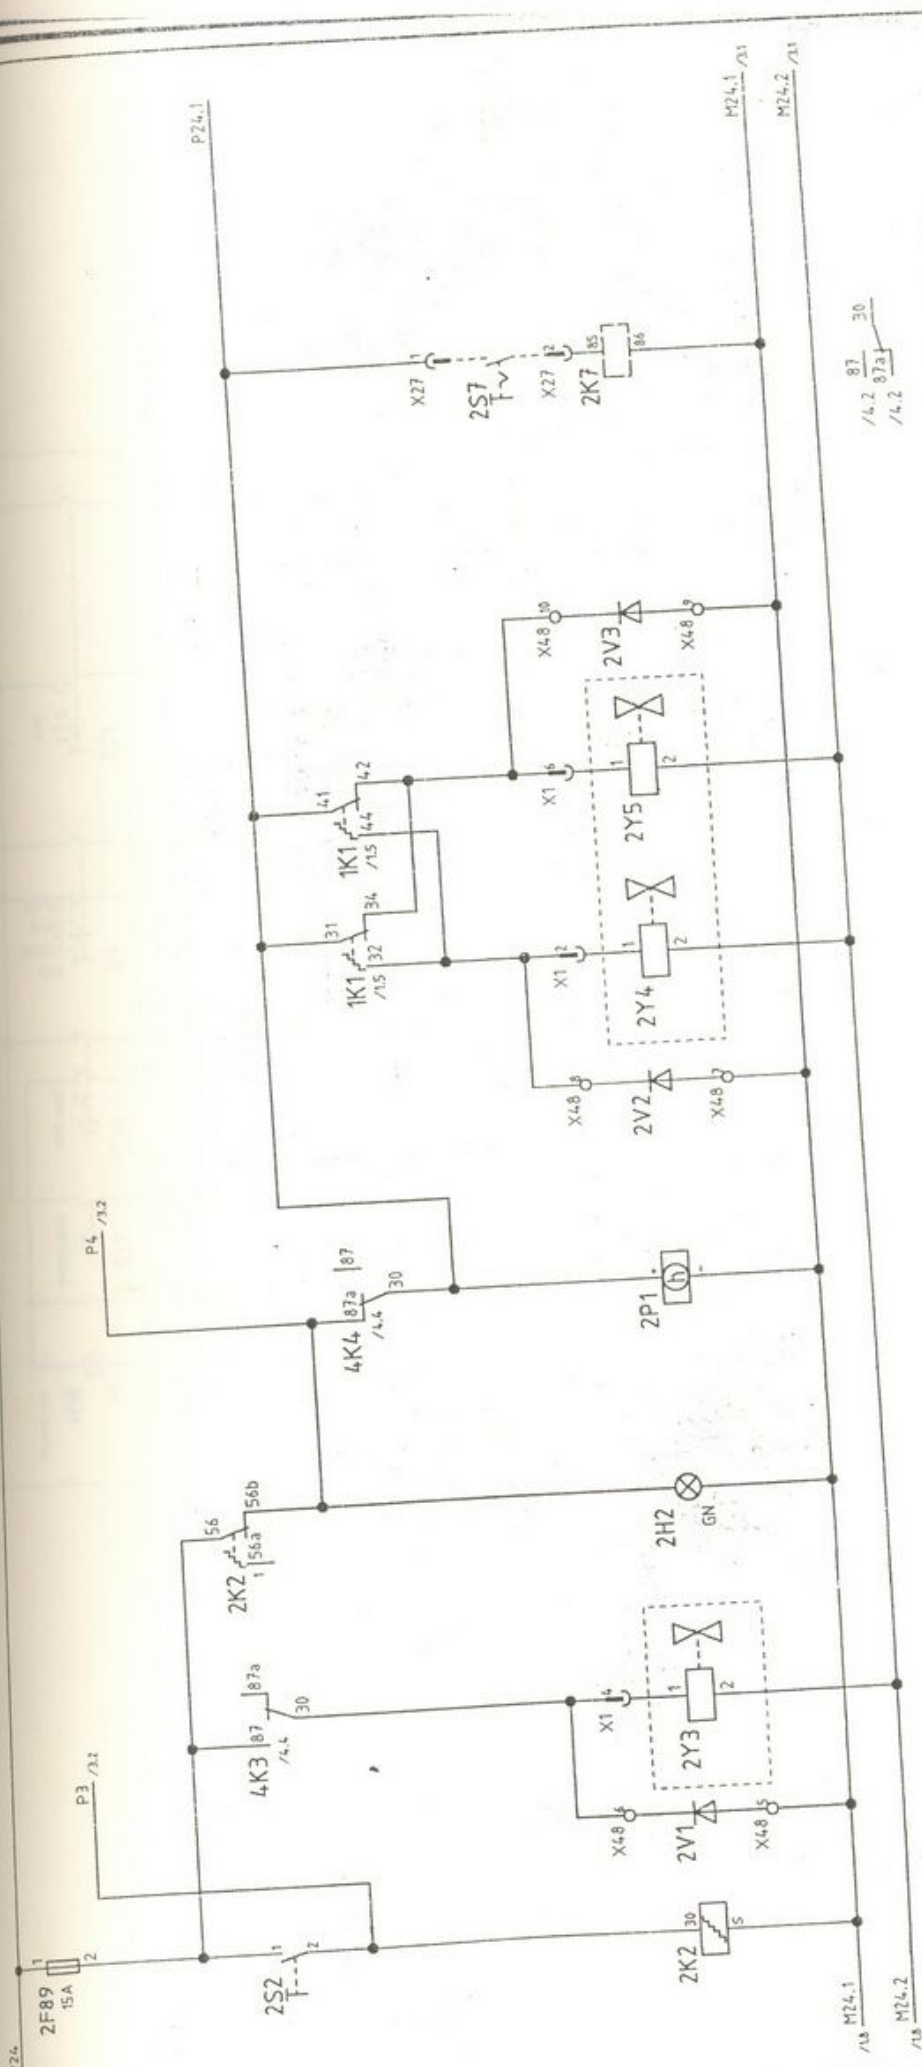 P24.1
M24.1 /3.1
M24.2 /3.1
X27 1
2S7
X27 2
2K7
85
86
/4.2 87 30
/4.2 87a
X48 10
2V3
X48 9
41
42
1K1 44
/1.5
X1 6
1
2Y5
2
31
34
1K1 32
/1.5
X1 2
1
2Y4
2
X48 8
2V2
X48 7
P4 /3.2
87a 87
4K4 /4.4
30
+
2P1 h
-
56
56b
2K2 56a
1
2H2
GN
87a
4K3 87
/4.4
30
X1 4
1
2Y3
2
X48 6
2V1
X48 5
P3 /3.2
1
2F89
15A
2
1
2S2
2
30
2K2
S
/1.8 M24.1
/1.8 M24.2